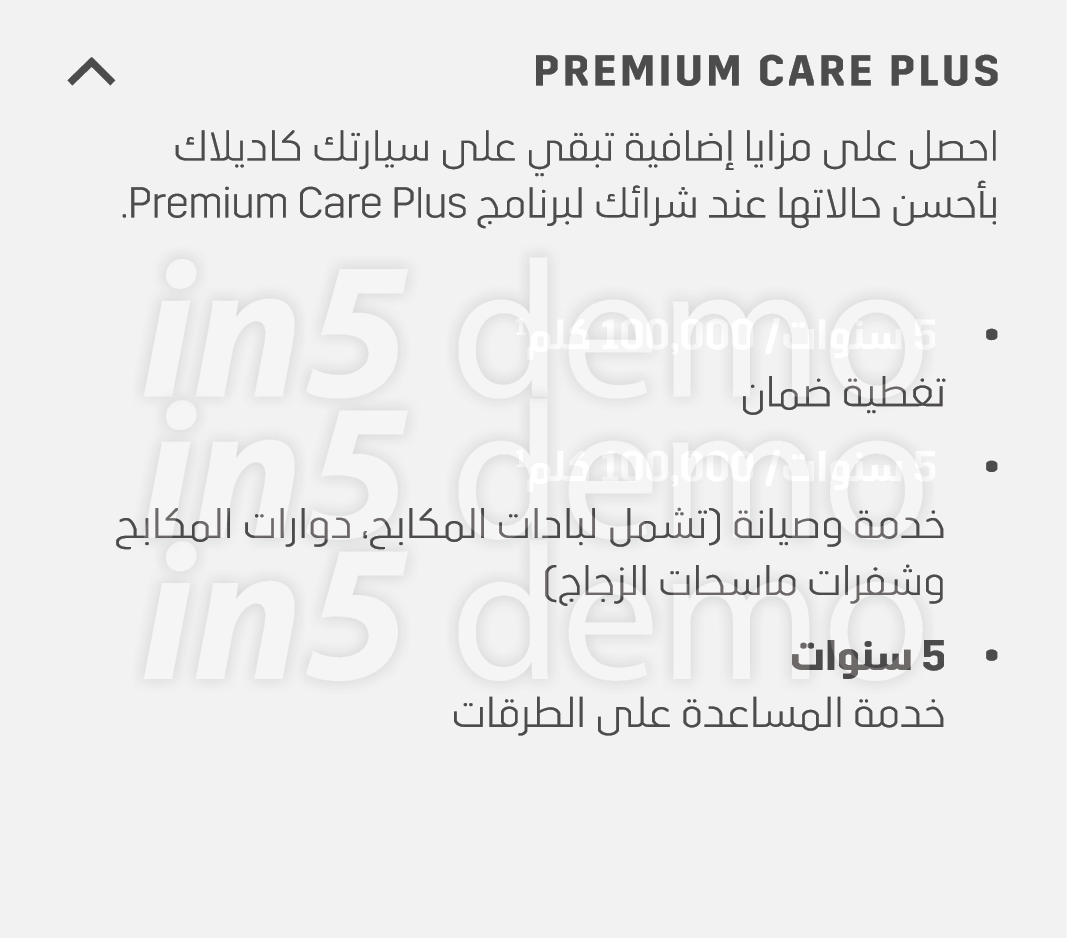 PREMIUM CARE PLUS
احصل على مزايا إضافية تبقي على سيارتك كاديلاك
بأحسن حالاتها عند شرائك لبرنامج Premium Care Plus.
• 5 سنوات/ 100,000 كلم¹
تغطية ضمان
• 5 سنوات/ 100,000 كلم¹
خدمة وصيانة (تشمل لبادات المكابح، دوارات المكابح
وشفرات ماسحات الزجاج)
• 5 سنوات
خدمة المساعدة على الطرقات
in5 demo
in5 demo
in5 demo